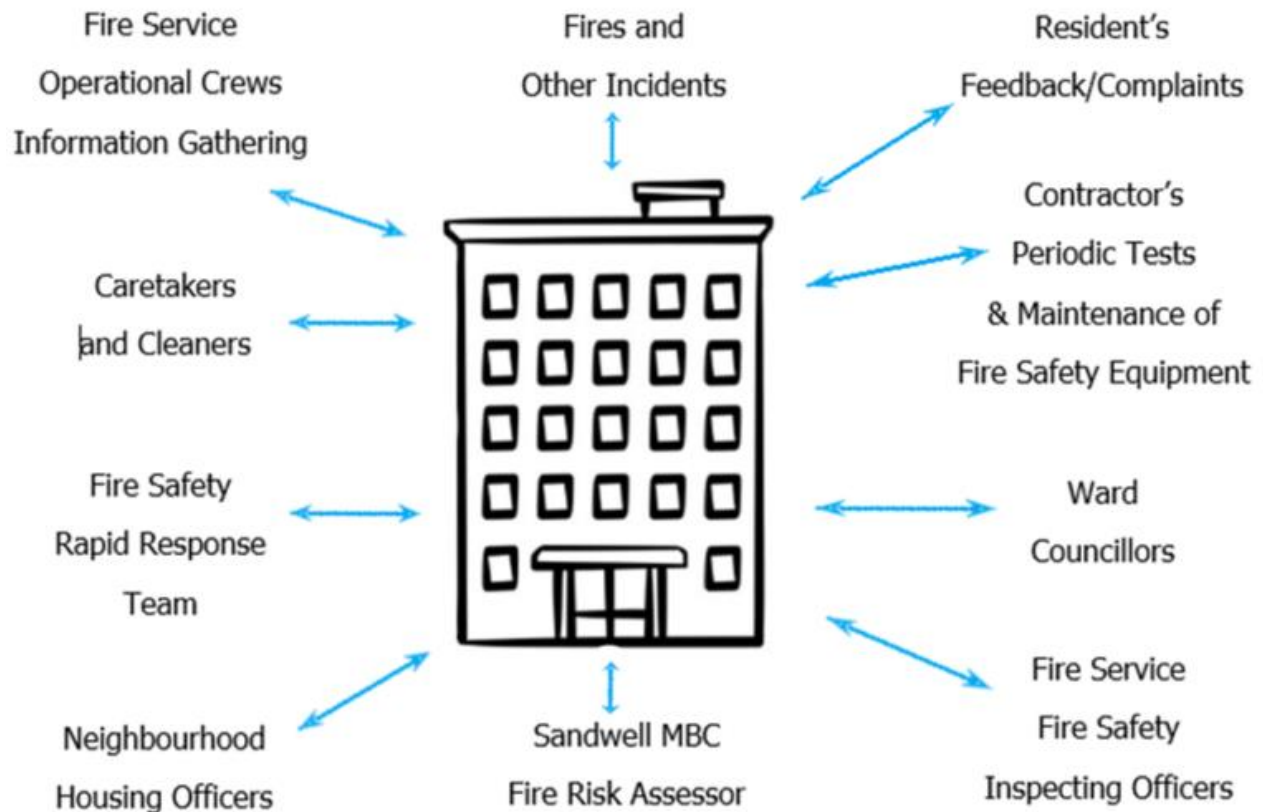 Fire Service
Operational Crews
Information Gathering
Fires and
Other Incidents
Resident’s
Feedback/Complaints
Caretakers
and Cleaners
Contractor’s
Periodic Tests
& Maintenance of
Fire Safety Equipment
Fire Safety
Rapid Response
Team
Ward
Councillors
Neighbourhood
Housing Officers
Sandwell MBC
Fire Risk Assessor
Fire Service
Fire Safety
Inspecting Officers